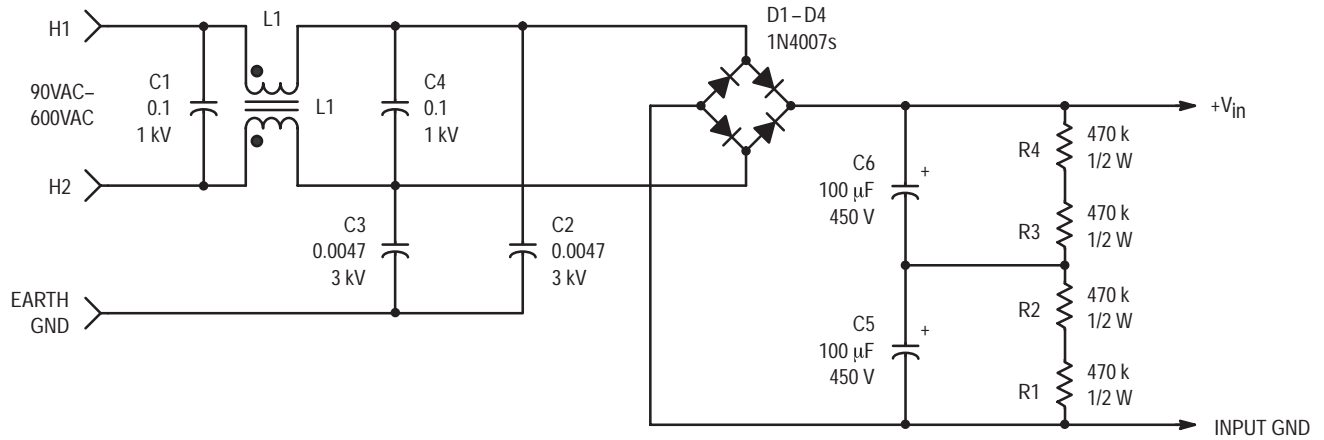 H1
90VAC–
600VAC
H2
EARTH
GND
C1
0.1
1 kV
L1
L1
C4
0.1
1 kV
C3
0.0047
3 kV
C2
0.0047
3 kV
D1–D4
1N4007s
C6
100 µF
450 V
+
C5
100 µF
450 V
+
R4
470 k
1/2 W
R3
470 k
1/2 W
R2
470 k
1/2 W
R1
470 k
1/2 W
+Vin
INPUT GND